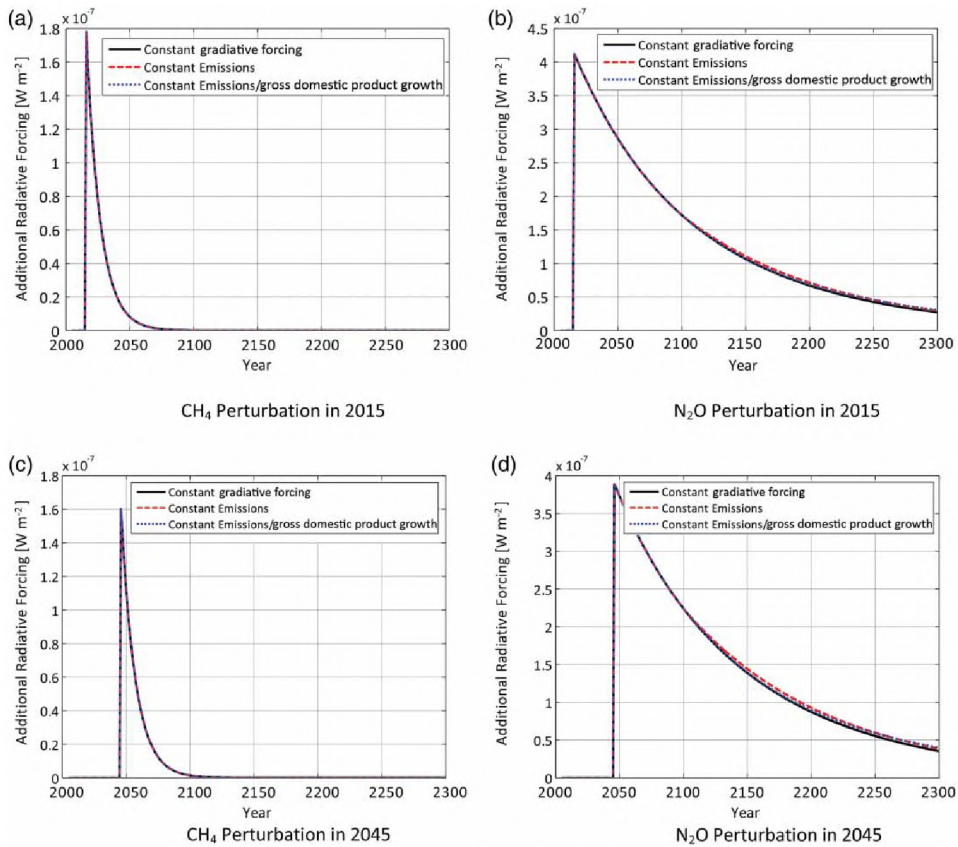 (a)
x 10-7
1.8
1.6
1.4
1.2
1
0.8
0.6
0.4
0.2
0
2000 2050 2100 2150 2200 2250 2300
Additional Radiative Forcing [W m-2]
Constant gradiative forcing
Constant Emissions
Constant Emissions/gross domestic product growth
Year
CH4 Perturbation in 2015
(b)
x 10-7
4.5
4
3.5
3
2.5
2
1.5
1
0.5
0
2000 2050 2100 2150 2200 2250 2300
Additional Radiative Forcing [W m-2]
Constant gradiative forcing
Constant Emissions
Constant Emissions/gross domestic product growth
Year
N2O Perturbation in 2015
(c)
x 10-7
1.8
1.6
1.4
1.2
1
0.8
0.6
0.4
0.2
0
2000 2050 2100 2150 2200 2250 2300
Additional Radiative Forcing [W m-2]
Constant gradiative forcing
Constant Emissions
Constant Emissions/gross domestic product growth
Year
CH4 Perturbation in 2045
(d)
x 10-7
4
3.5
3
2.5
2
1.5
1
0.5
0
2000 2050 2100 2150 2200 2250 2300
Additional Radiative Forcing [W m-2]
Constant gradiative forcing
Constant Emissions
Constant Emissions/gross domestic product growth
Year
N2O Perturbation in 2045